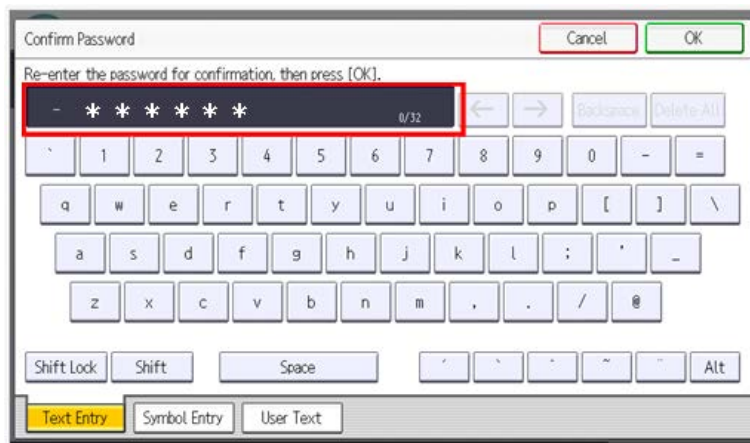 Confirm Password Cancel OK
Re-enter the password for confirmation, then press [OK].
- ****** 0/32 ← → Backspace Delete All
` 1 2 3 4 5 6 7 8 9 0 - =
q w e r t y u i o p [ ] \
a s d f g h j k l ; ' _
z x c v b n m , . / @
Shift Lock Shift Space ´ ` ^ ~ ¨ Alt
Text Entry Symbol Entry User Text